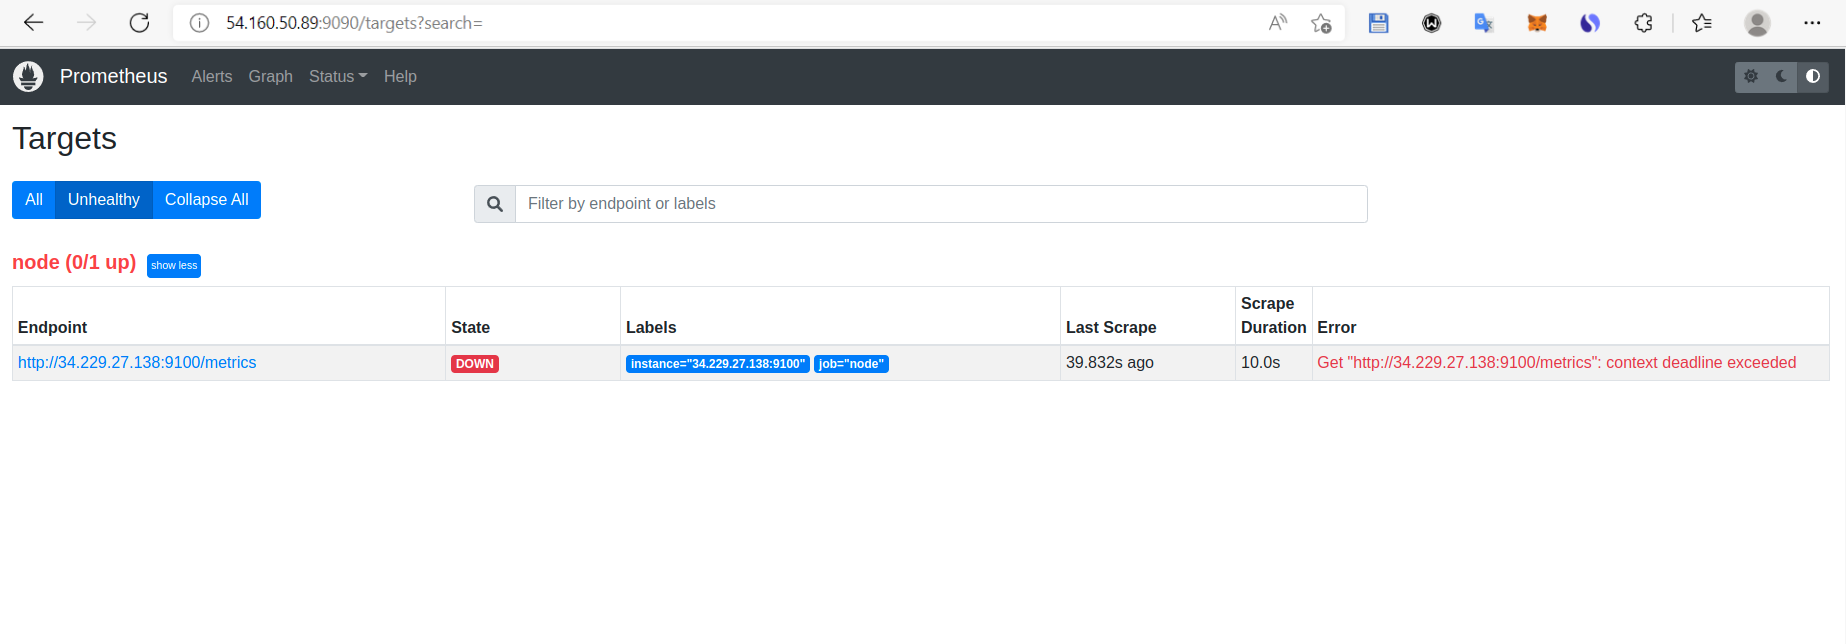 54.160.50.89:9090/targets?search=
Prometheus Alerts Graph Status Help
Targets
All Unhealthy Collapse All
Filter by endpoint or labels
node (0/1 up) show less
Endpoint State Labels Last Scrape Scrape Duration Error
http://34.229.27.138:9100/metrics DOWN instance="34.229.27.138:9100" job="node" 39.832s ago 10.0s Get "http://34.229.27.138:9100/metrics": context deadline exceeded